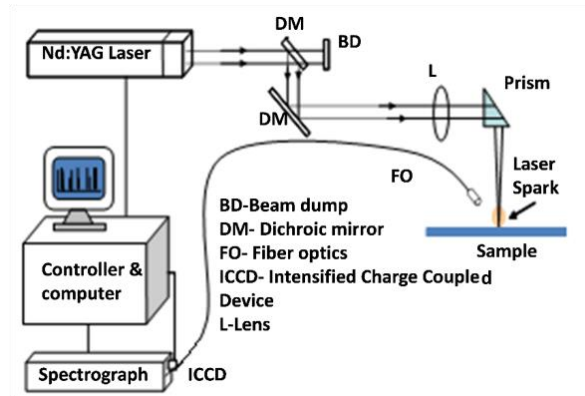 DM
BD
Nd:YAG Laser
L
Prism
DM
FO
Laser
Spark
BD-Beam dump
DM- Dichroic mirror
FO- Fiber optics
ICCD- Intensified Charge Coupled
Device
L-Lens
Sample
Controller &
computer
Spectrograph
ICCD